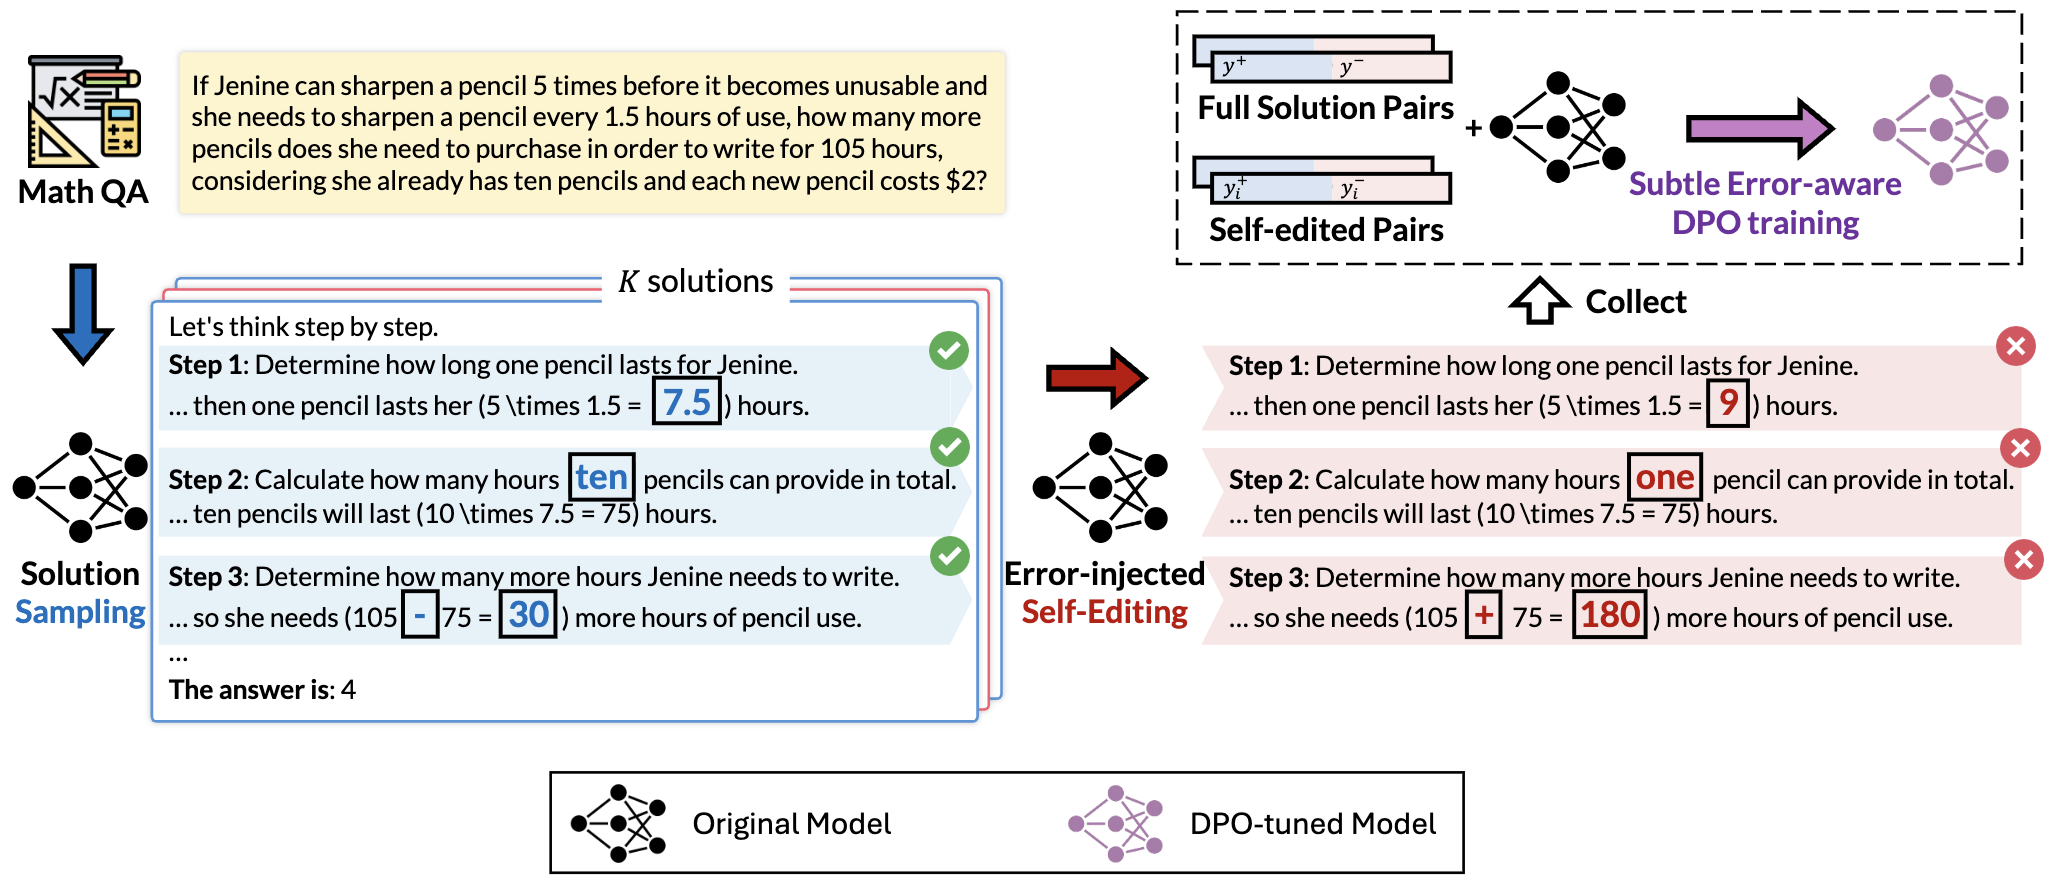 Math QA
If Jenine can sharpen a pencil 5 times before it becomes unusable and
she needs to sharpen a pencil every 1.5 hours of use, how many more
pencils does she need to purchase in order to write for 105 hours,
considering she already has ten pencils and each new pencil costs $2?
y⁺ y⁻
Full Solution Pairs
+
yᵢ⁺ yᵢ⁻
Self-edited Pairs
Subtle Error-aware
DPO training
Collect
Solution
Sampling
K solutions
Let's think step by step.
Step 1: Determine how long one pencil lasts for Jenine.
... then one pencil lasts her (5 \times 1.5 = 7.5 ) hours.
Step 2: Calculate how many hours ten pencils can provide in total.
... ten pencils will last (10 \times 7.5 = 75) hours.
Step 3: Determine how many more hours Jenine needs to write.
... so she needs (105 - 75 = 30 ) more hours of pencil use.
...
The answer is: 4
Error-injected
Self-Editing
Step 1: Determine how long one pencil lasts for Jenine.
... then one pencil lasts her (5 \times 1.5 = 9 ) hours.
Step 2: Calculate how many hours one pencil can provide in total.
... ten pencils will last (10 \times 7.5 = 75) hours.
Step 3: Determine how many more hours Jenine needs to write.
... so she needs (105 + 75 = 180 ) more hours of pencil use.
Original Model
DPO-tuned Model